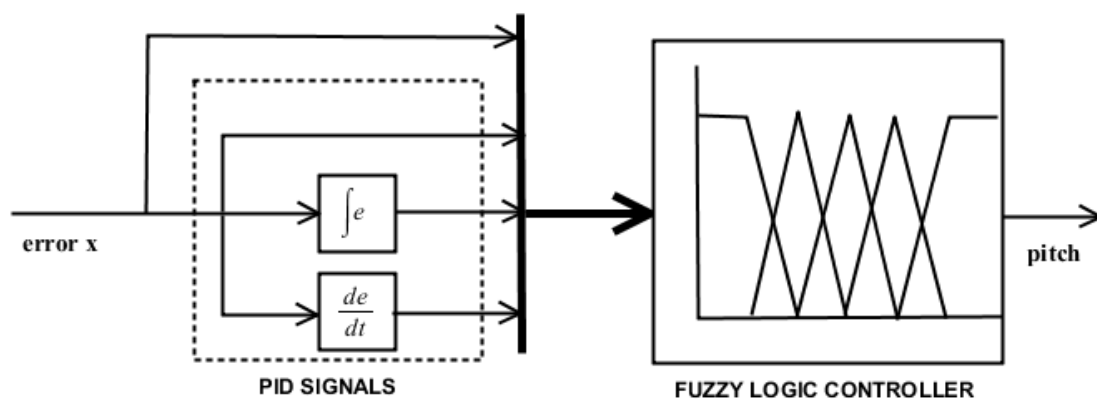 error x
∫e
de
dt
PID SIGNALS
pitch
FUZZY LOGIC CONTROLLER